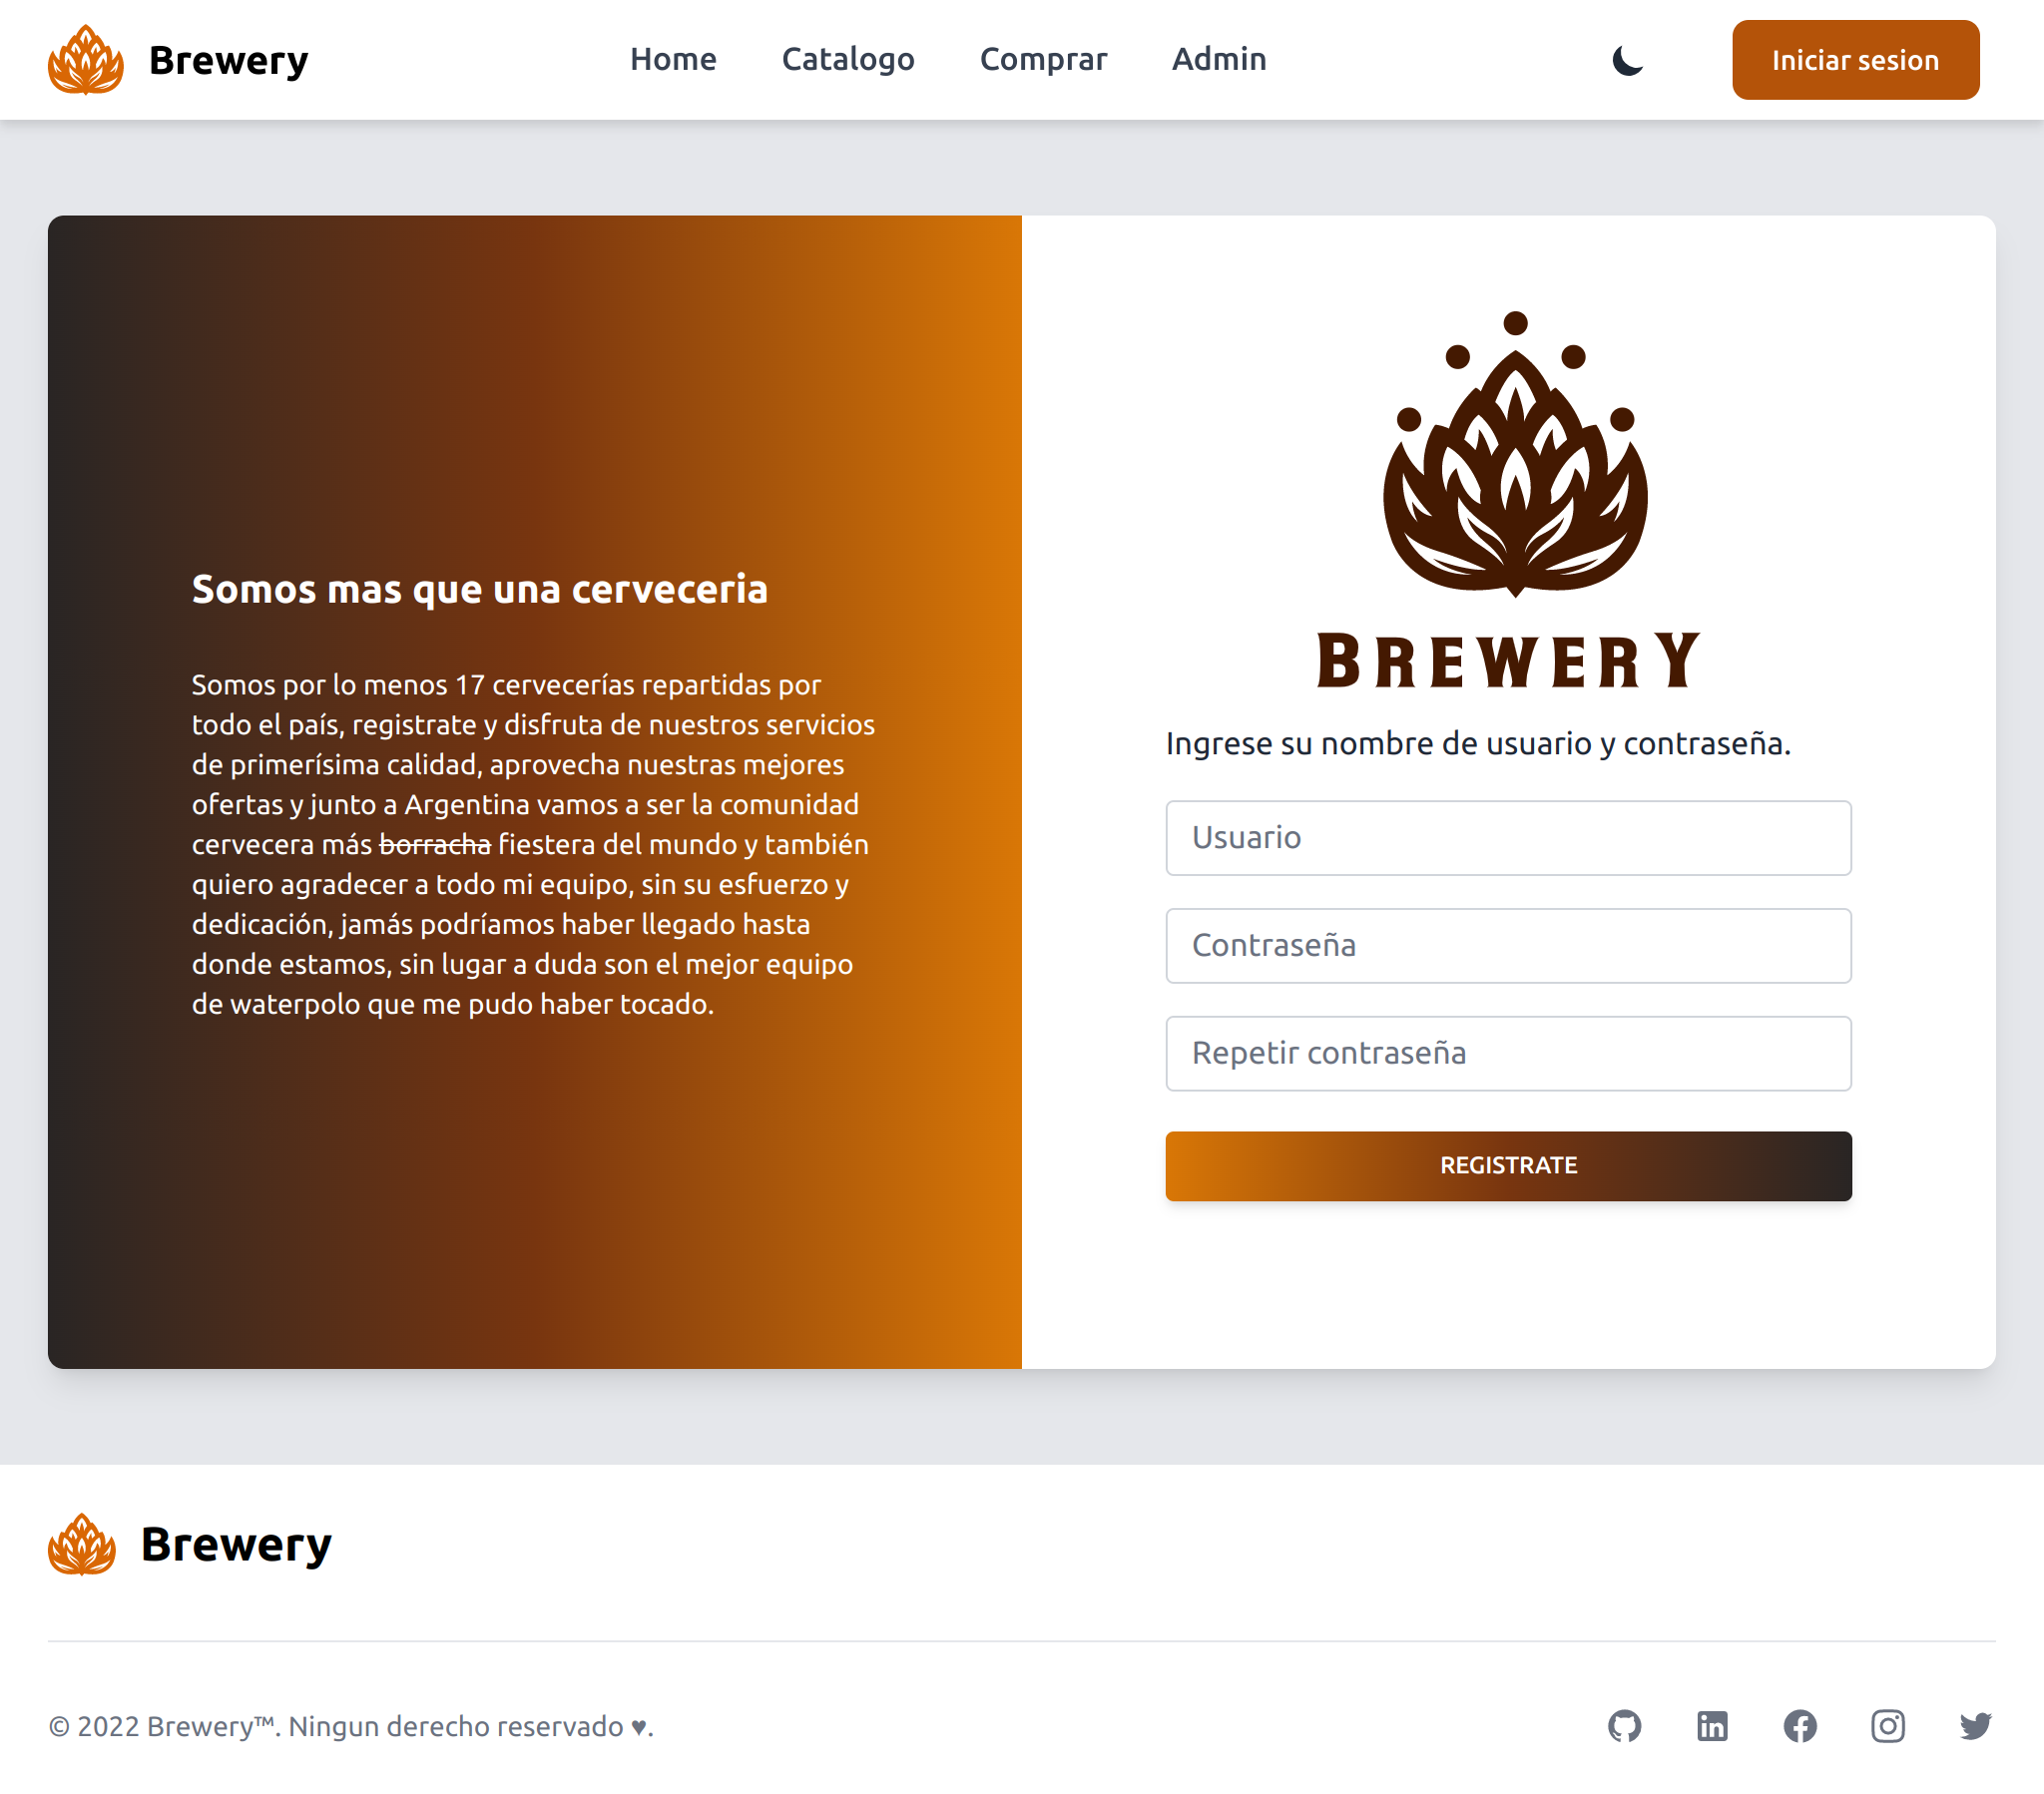 Brewery
Home
Catalogo
Comprar
Admin
Iniciar sesion
Somos mas que una cerveceria
Somos por lo menos 17 cervecerías repartidas por
todo el país, registrate y disfruta de nuestros servicios
de primerísima calidad, aprovecha nuestras mejores
ofertas y junto a Argentina vamos a ser la comunidad
cervecera más borracha fiestera del mundo y también
quiero agradecer a todo mi equipo, sin su esfuerzo y
dedicación, jamás podríamos haber llegado hasta
donde estamos, sin lugar a duda son el mejor equipo
de waterpolo que me pudo haber tocado.
BREWERY
Ingrese su nombre de usuario y contraseña.
Usuario
Contraseña
Repetir contraseña
REGISTRATE
Brewery
© 2022 Brewery™. Ningun derecho reservado ♥.